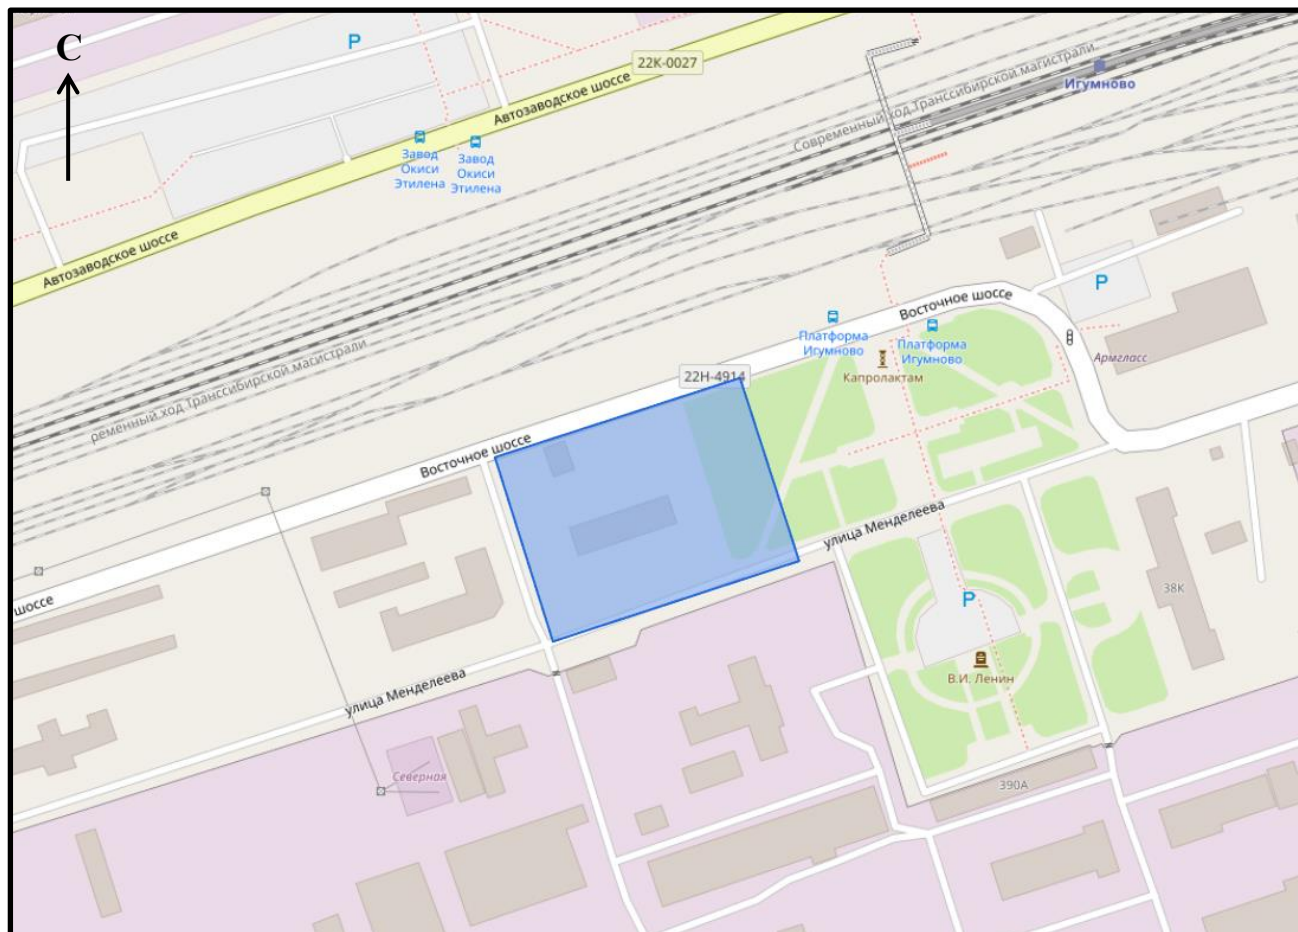 С
P
22К-0027
Автозаводское шоссе
Современный ход Транссибирской магистрали
Игумново
Завод
Окиси
Этилена
Завод
Окиси
Этилена
Автозаводское шоссе
P
Восточное шоссе
Платформа
Игумново
Платформа
Игумново
Армгласс
Капролактам
ременный ход Транссибирской магистрали
22Н-4914
Восточное шоссе
улица Менделеева
шоссе
P
38К
В.И. Ленин
улица Менделеева
Северная
390А